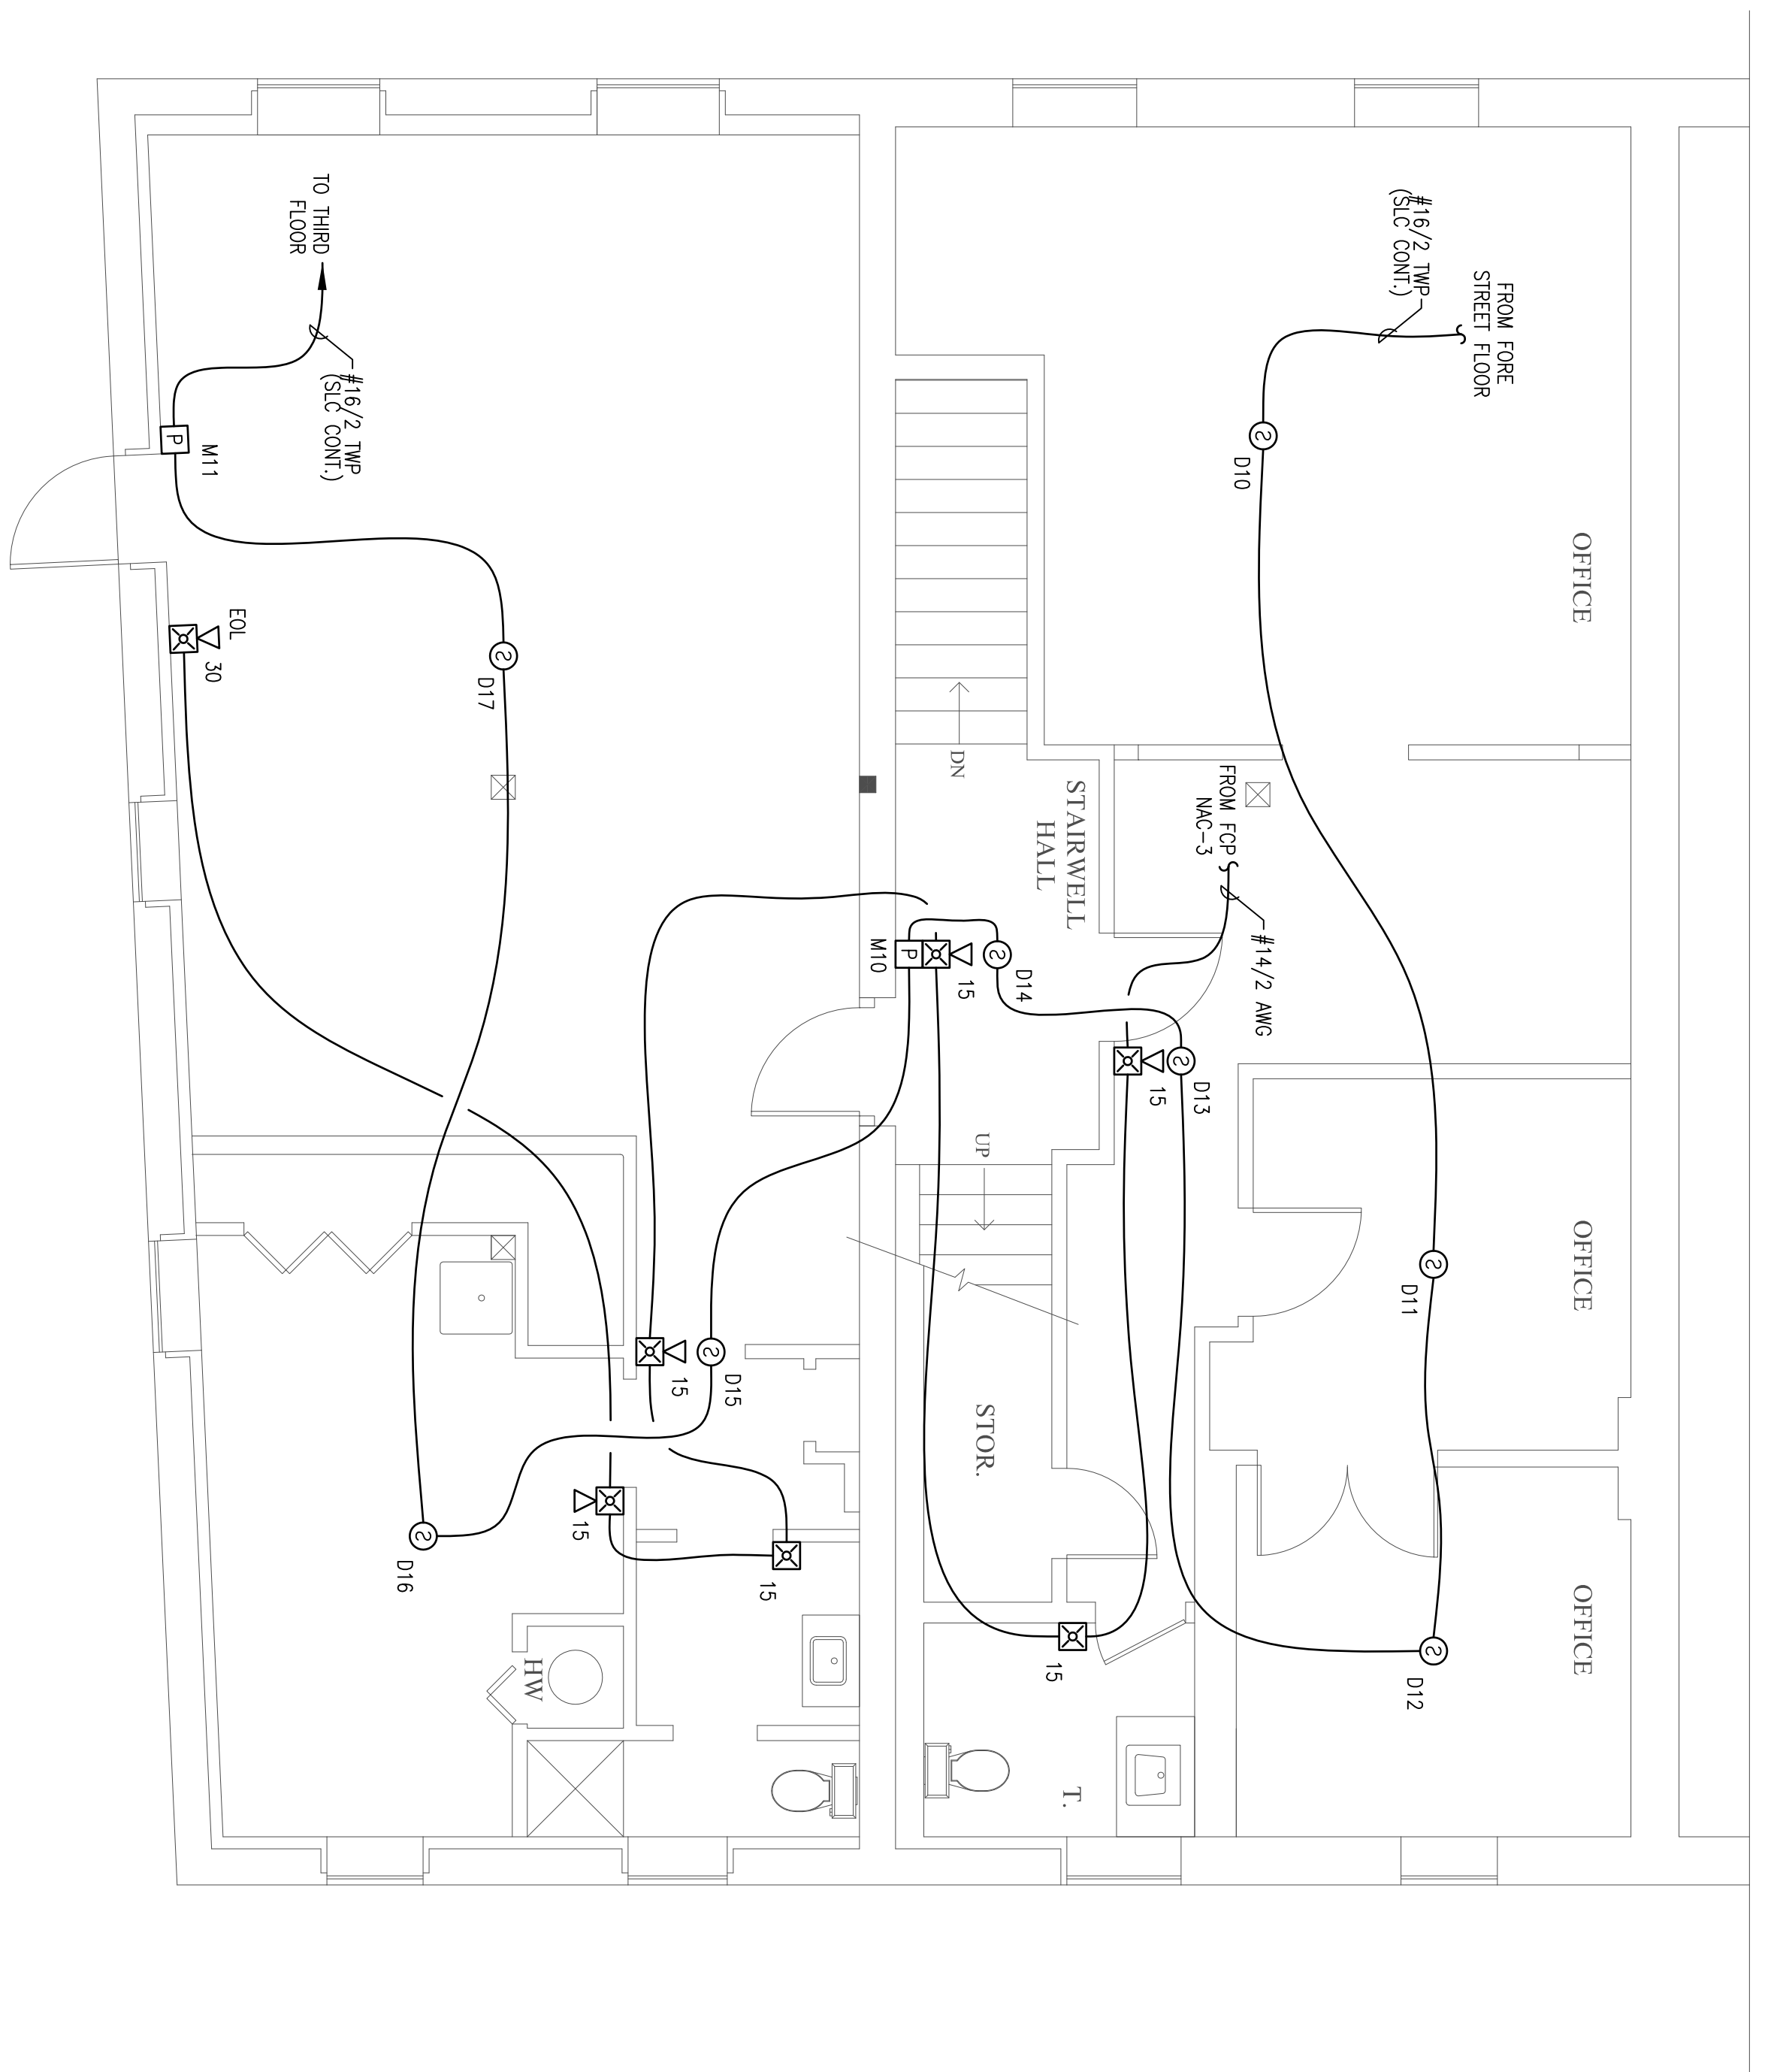 FROM FORE
STREET FLOOR
#16/2 TWP
(SLC CONT.)
OFFICE
D10
FROM FCP
NAC-3
#14/2 AWG
OFFICE
D11
OFFICE
D12
D13
15
STAIRWELL
HALL
DN
D14
15
M10
UP
STOR.
15
T.
TO THIRD
FLOOR
#16/2 TWP
(SLC CONT.)
P
P
M11
EOL
30
D17
D15
15
15
15
D16
HW
S
S
S
S
S
S
S
S